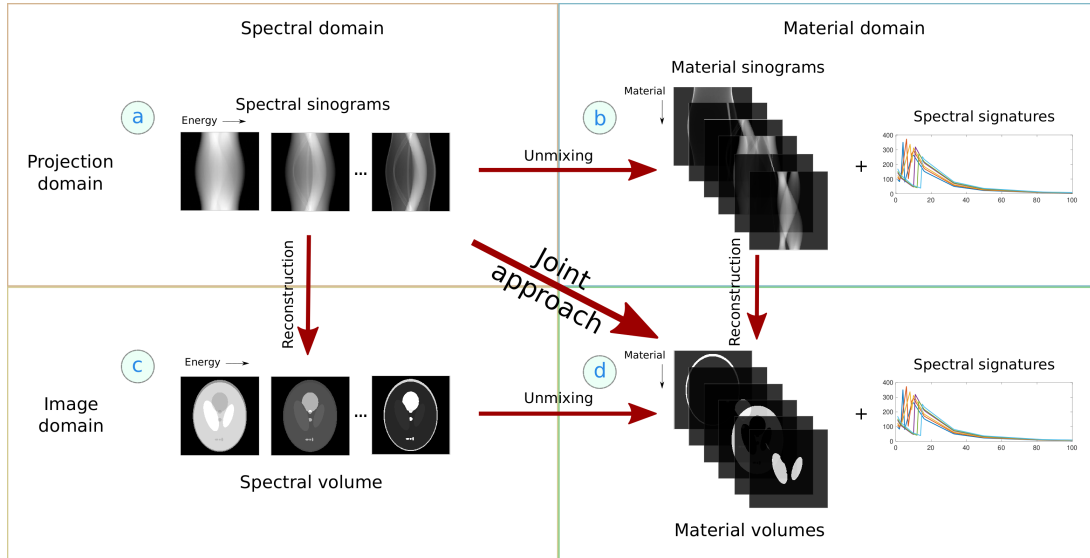 Spectral domain
Material domain
Projection
domain
a
Spectral sinograms
Energy
...
Unmixing
b
Material sinograms
Material
+
Spectral signatures
400
300
200
100
0
0 20 40 60 80 100
Reconstruction
Joint
approach
Reconstruction
Image
domain
c
Energy
...
Spectral volume
Unmixing
d
Material
Material volumes
+
Spectral signatures
400
300
200
100
0
0 20 40 60 80 100